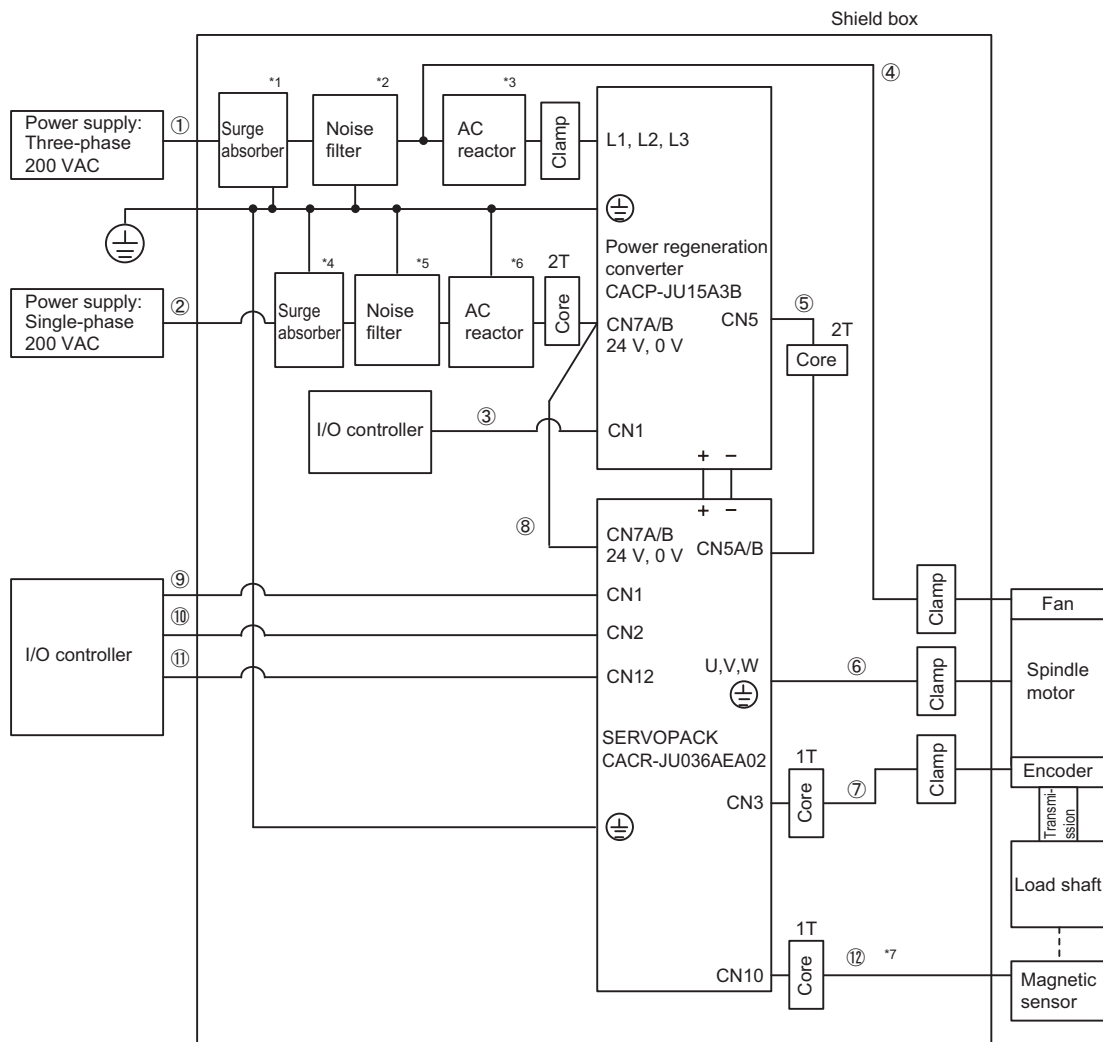 Shield box
Power supply:
Three-phase
200 VAC
①
*1
Surge
absorber
*2
Noise
filter
*3
AC
reactor
Clamp
L1, L2, L3
④
Power regeneration
converter
CACP-JU15A3B
Power supply:
Single-phase
200 VAC
②
*4
Surge
absorber
*5
Noise
filter
*6
AC
reactor
2T
Core
CN7A/B
24 V, 0 V
CN5
⑤
2T
Core
I/O controller
③
CN1
+ −
+ −
⑧
CN7A/B
24 V, 0 V
CN5A/B
I/O controller
⑨
CN1
⑩
CN2
⑪
CN12
U,V,W
⑥
Clamp
Fan
Clamp
Spindle
motor
SERVOPACK
CACR-JU036AEA02
CN3
1T
Core
⑦
Clamp
Encoder
Transmi-
ssion
Load shaft
CN10
1T
Core
⑫
*7
Magnetic
sensor